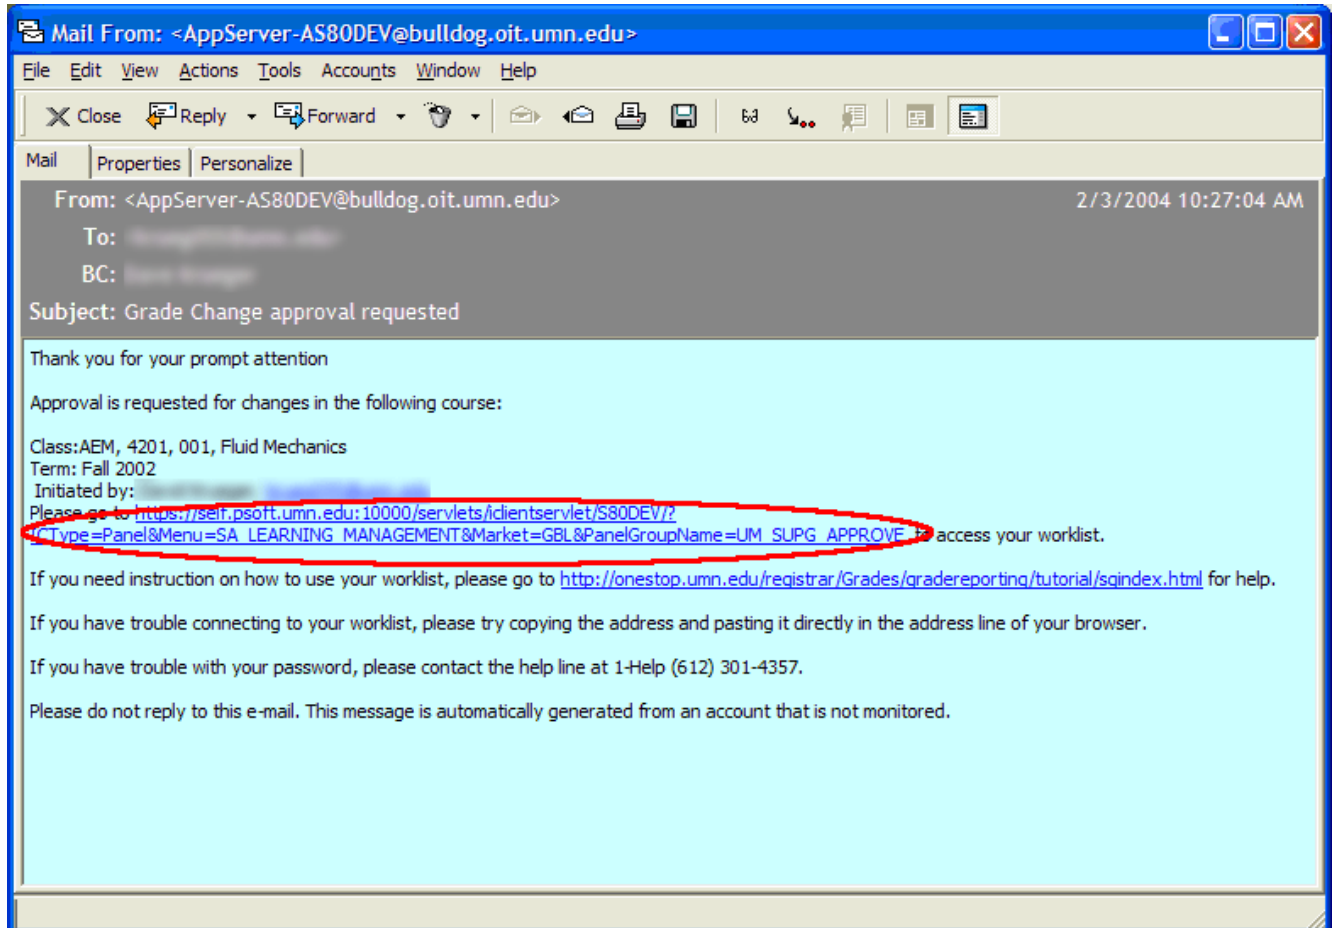 Mail From: <AppServer-AS80DEV@bulldog.oit.umn.edu>
File Edit View Actions Tools Accounts Window Help
Close Reply Forward
Mail Properties Personalize
From: <AppServer-AS80DEV@bulldog.oit.umn.edu> 2/3/2004 10:27:04 AM
To:
BC:
Subject: Grade Change approval requested
Thank you for your prompt attention
Approval is requested for changes in the following course:
Class:AEM, 4201, 001, Fluid Mechanics
Term: Fall 2002
Initiated by:
Please go to https://self.psoft.umn.edu:10000/servlets/iclientservlet/S80DEV/?
ICType=Panel&Menu=SA_LEARNING_MANAGEMENT&Market=GBL&PanelGroupName=UM_SUPG_APPROVE to access your worklist.
If you need instruction on how to use your worklist, please go to http://onestop.umn.edu/registrar/Grades/gradereporting/tutorial/sgindex.html for help.
If you have trouble connecting to your worklist, please try copying the address and pasting it directly in the address line of your browser.
If you have trouble with your password, please contact the help line at 1-Help (612) 301-4357.
Please do not reply to this e-mail. This message is automatically generated from an account that is not monitored.